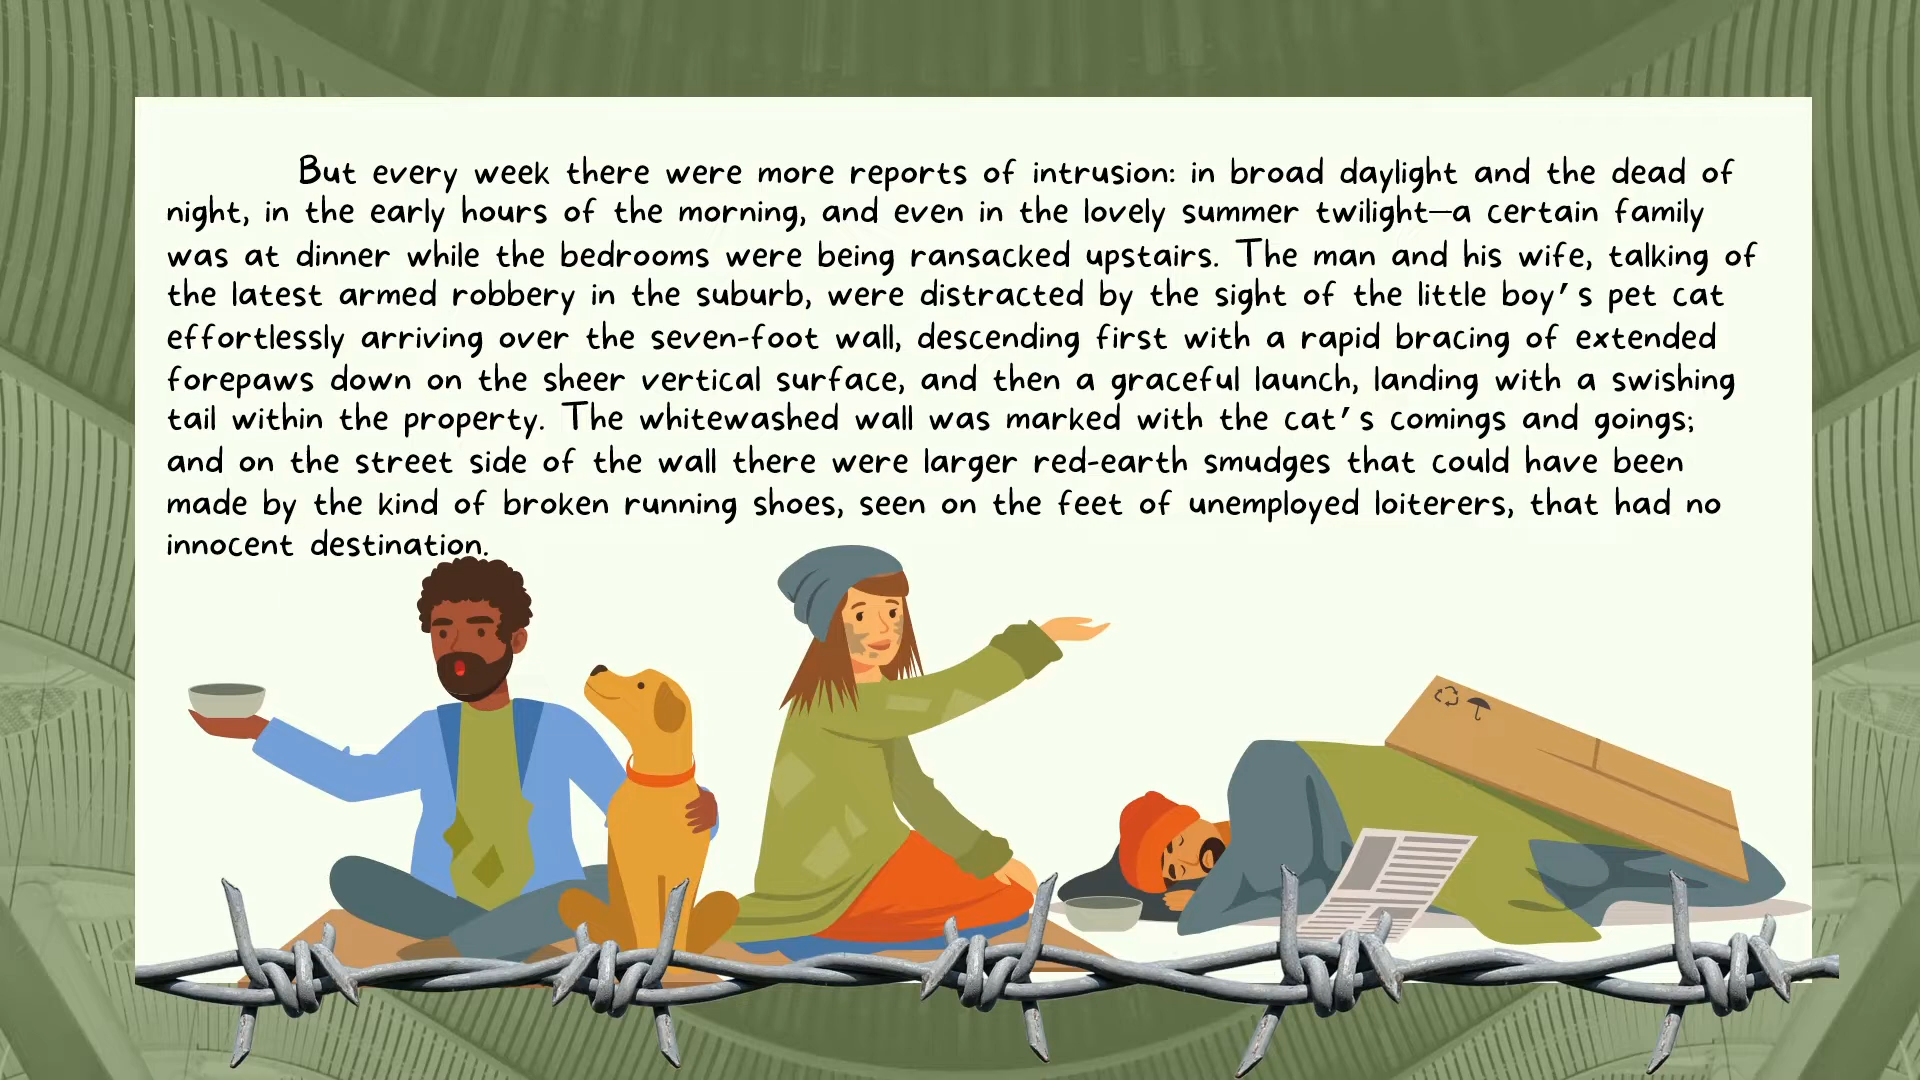 But every week there were more reports of intrusion: in broad daylight and the dead of
night, in the early hours of the morning, and even in the lovely summer twilight—a certain family
was at dinner while the bedrooms were being ransacked upstairs. The man and his wife, talking of
the latest armed robbery in the suburb, were distracted by the sight of the little boy's pet cat
effortlessly arriving over the seven-foot wall, descending first with a rapid bracing of extended
forepaws down on the sheer vertical surface, and then a graceful launch, landing with a swishing
tail within the property. The whitewashed wall was marked with the cat's comings and goings;
and on the street side of the wall there were larger red-earth smudges that could have been
made by the kind of broken running shoes, seen on the feet of unemployed loiterers, that had no
innocent destination.